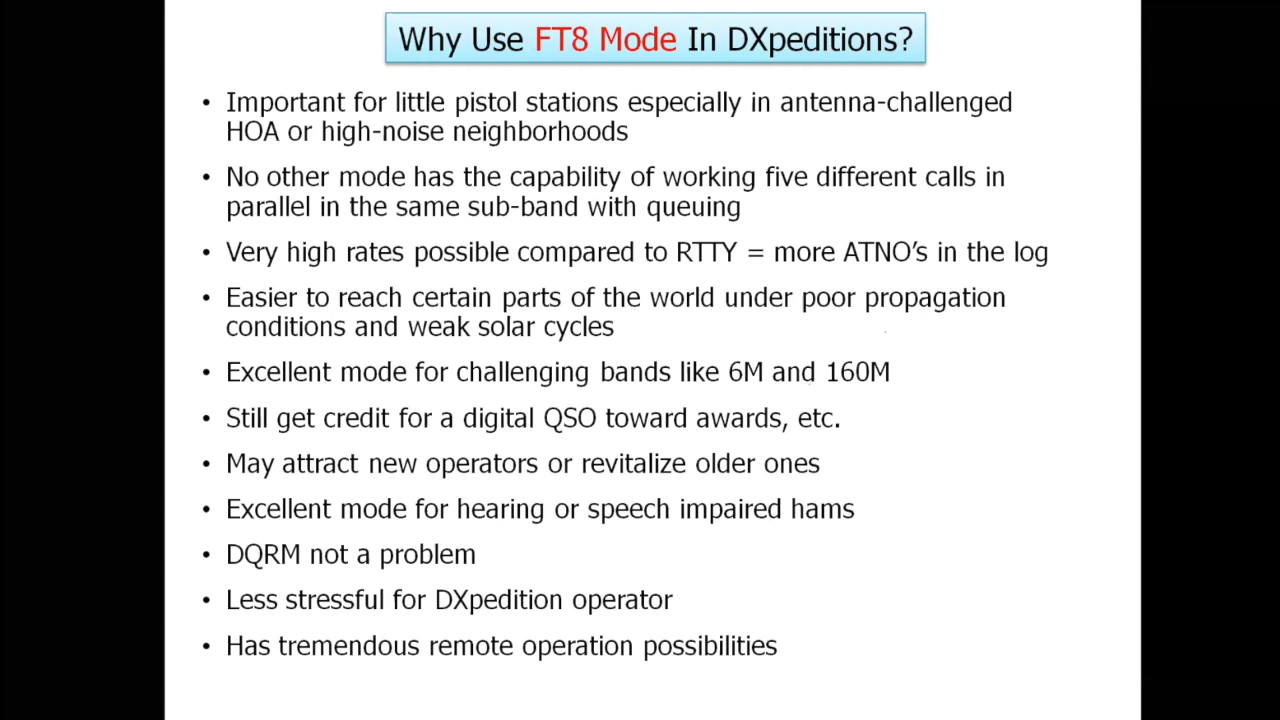 Why Use FT8 Mode In DXpeditions?
• Important for little pistol stations especially in antenna-challenged
HOA or high-noise neighborhoods
• No other mode has the capability of working five different calls in
parallel in the same sub-band with queuing
• Very high rates possible compared to RTTY = more ATNO’s in the log
• Easier to reach certain parts of the world under poor propagation
conditions and weak solar cycles
• Excellent mode for challenging bands like 6M and 160M
• Still get credit for a digital QSO toward awards, etc.
• May attract new operators or revitalize older ones
• Excellent mode for hearing or speech impaired hams
• DQRM not a problem
• Less stressful for DXpedition operator
• Has tremendous remote operation possibilities